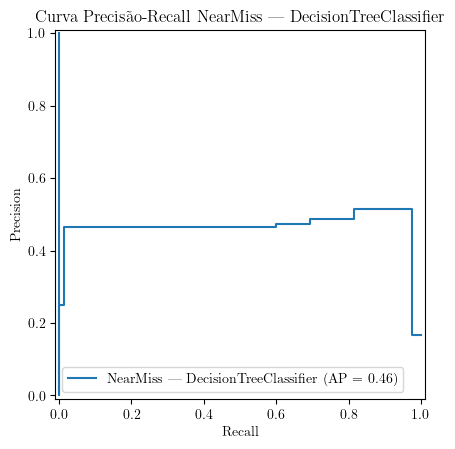 Curva Precisão-Recall NearMiss — DecisionTreeClassifier
1.0
0.8
0.6
0.4
0.2
0.0
Precision
NearMiss — DecisionTreeClassifier (AP = 0.46)
0.0 0.2 0.4 0.6 0.8 1.0
Recall